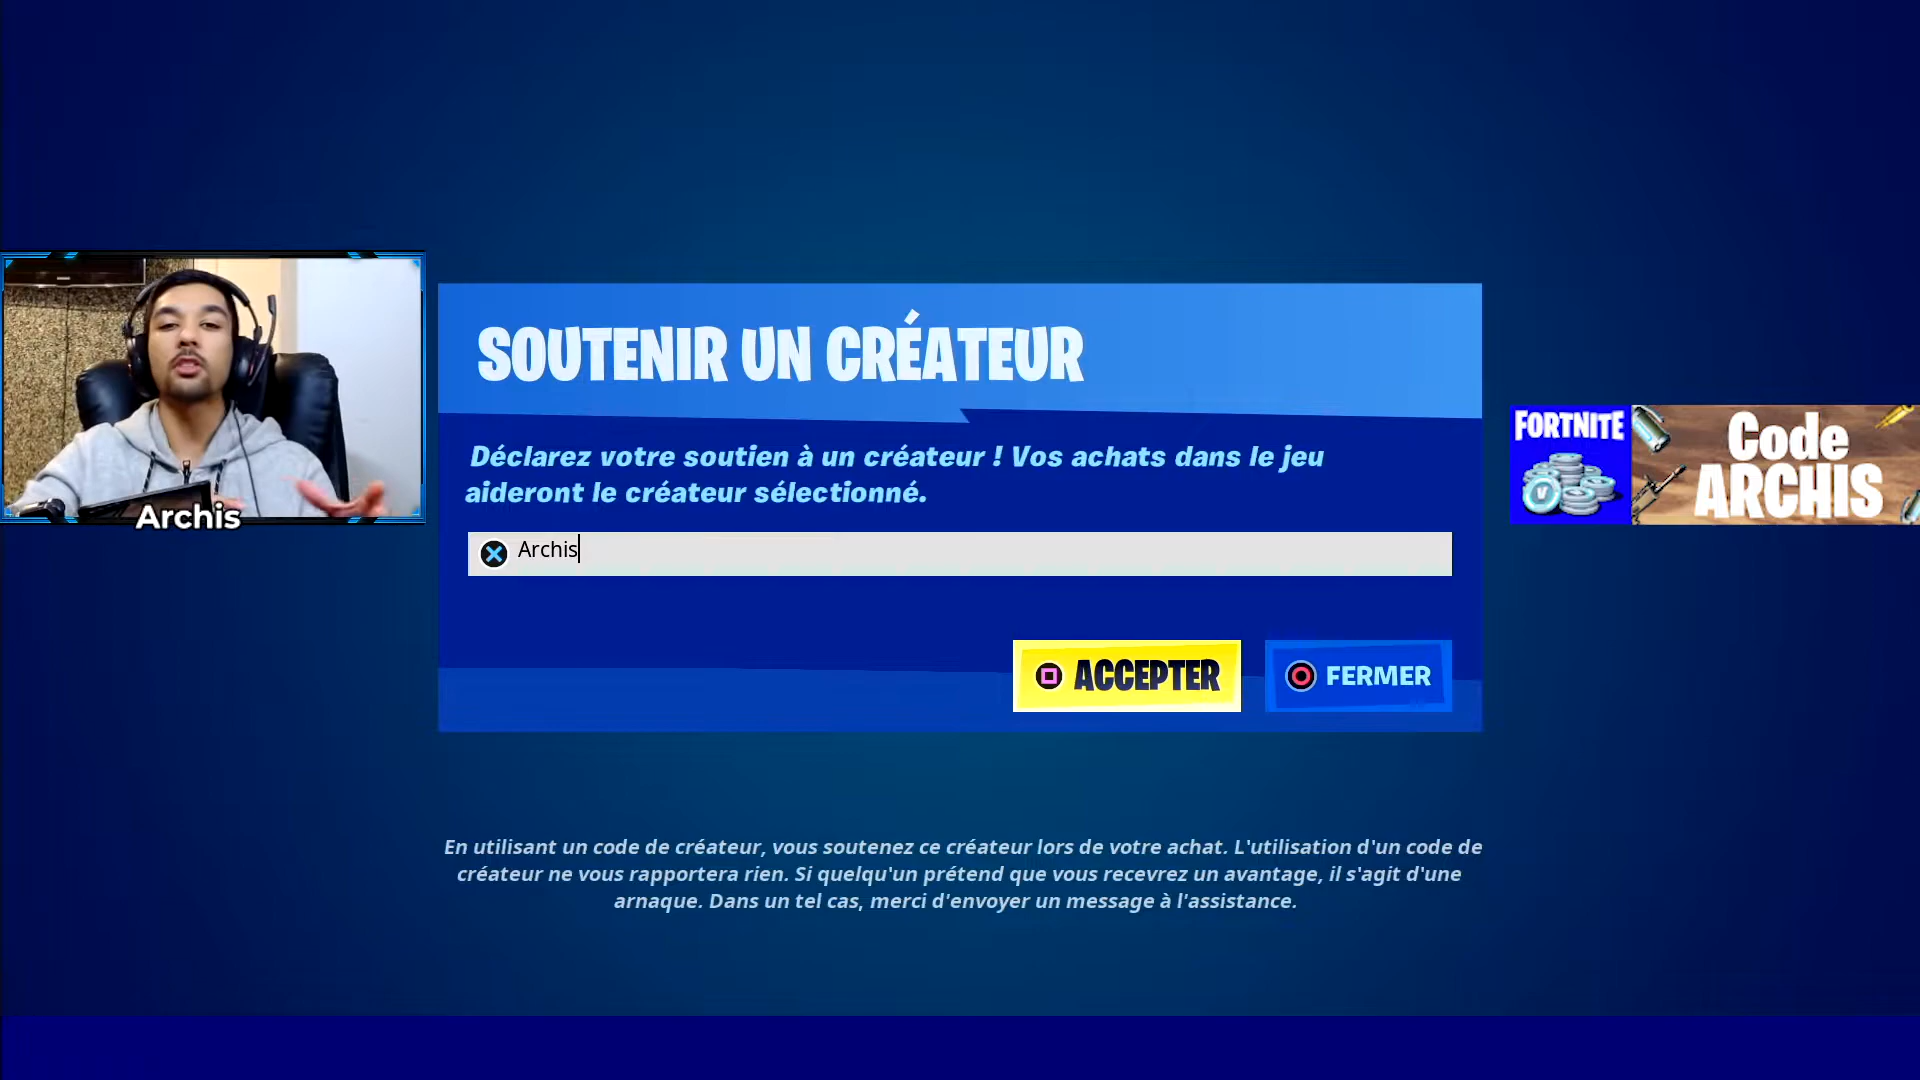 SOUTENIR UN CRÉATEUR
Déclarez votre soutien à un créateur ! Vos achats dans le jeu
aideront le créateur sélectionné.
Archis
Archis
FORTNITE
V
Code
ARCHIS
ACCEPTER
FERMER
En utilisant un code de créateur, vous soutenez ce créateur lors de votre achat. L'utilisation d'un code de
créateur ne vous rapportera rien. Si quelqu'un prétend que vous recevrez un avantage, il s'agit d'une
arnaque. Dans un tel cas, merci d'envoyer un message à l'assistance.